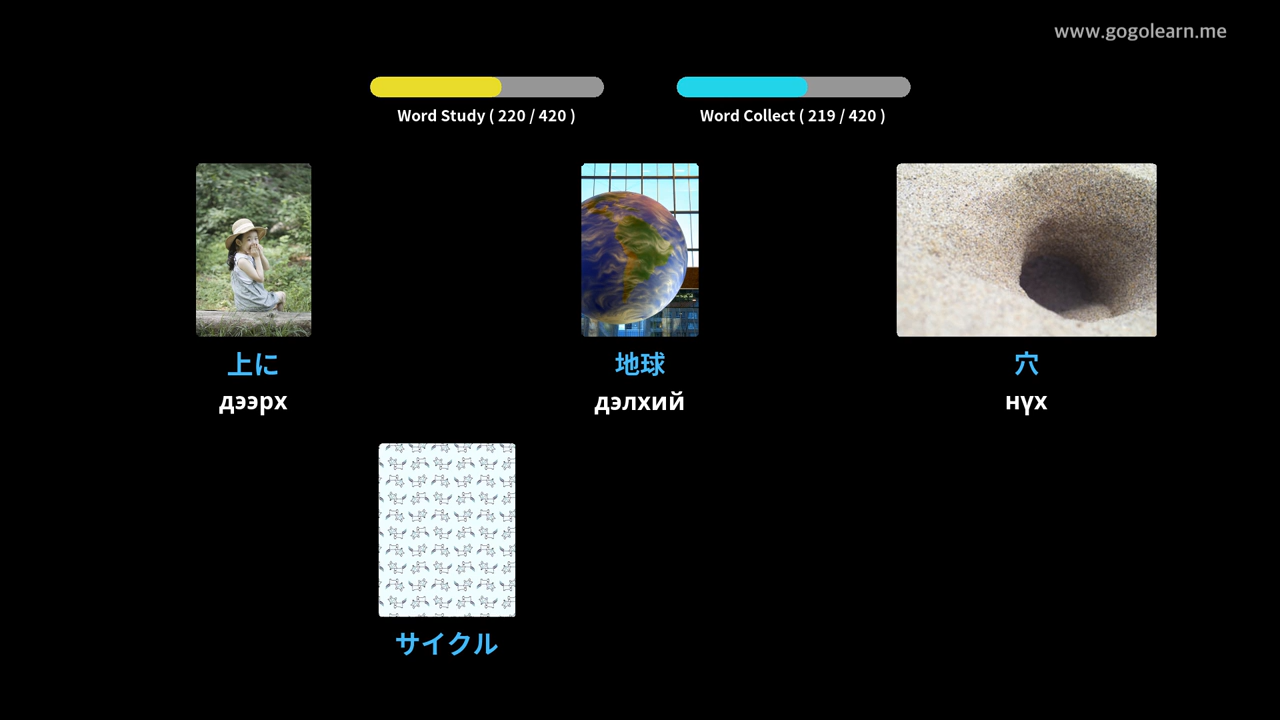 www.gogolearn.me
Word Study ( 220 / 420 )
Word Collect ( 219 / 420 )
上に
дээрх
地球
дэлхий
穴
нүх
サイクル